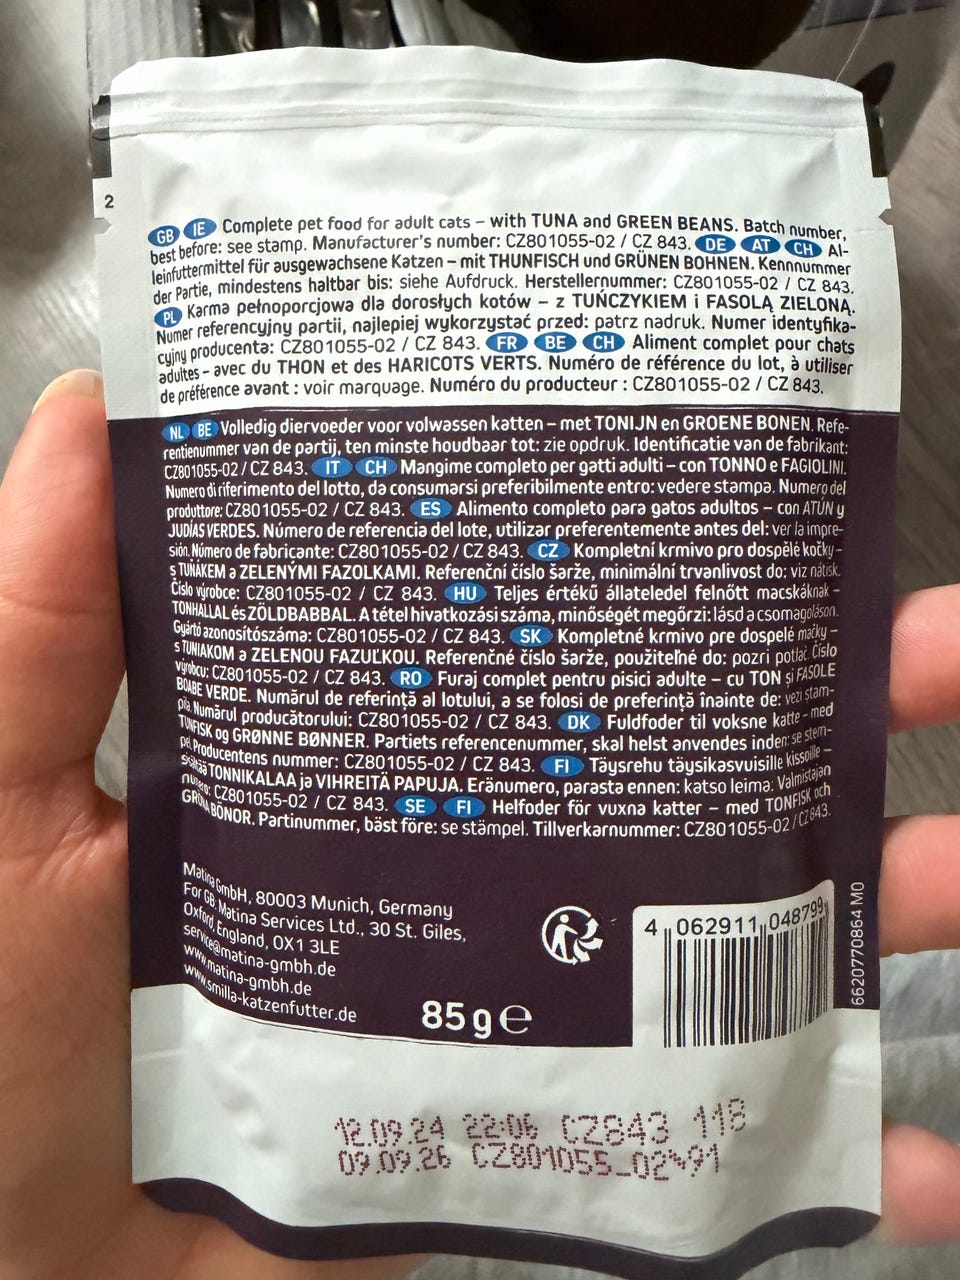 2
GB IE Complete pet food for adult cats – with TUNA and GREEN BEANS. Batch number,
best before: see stamp. Manufacturer's number: CZ801055-02 / CZ 843. DE AT CH Al-
leinfuttermittel für ausgewachsene Katzen – mit THUNFISCH und GRÜNEN BOHNEN. Kennnummer
der Partie, mindestens haltbar bis: siehe Aufdruck. Herstellernummer: CZ801055-02 / CZ 843.
PL Karma pełnoporcjowa dla dorosłych kotów – z TUŃCZYKIEM i FASOLĄ ZIELONĄ.
Numer referencyjny partii, najlepiej wykorzystać przed: patrz nadruk. Numer identyfika-
cyjny producenta: CZ801055-02 / CZ 843. FR BE CH Aliment complet pour chats
adultes – avec du THON et des HARICOTS VERTS. Numéro de référence du lot, à utiliser
de préférence avant : voir marquage. Numéro du producteur : CZ801055-02 / CZ 843.
NL BE Volledig diervoeder voor volwassen katten – met TONIJN en GROENE BONEN. Refe-
rentienummer van de partij, ten minste houdbaar tot: zie opdruk. Identificatie van de fabrikant:
CZ801055-02 / CZ 843. IT CH Mangime completo per gatti adulti – con TONNO e FAGIOLINI.
Numero di riferimento del lotto, da consumarsi preferibilmente entro: vedere stampa. Numero del
produttore: CZ801055-02 / CZ 843. ES Alimento completo para gatos adultos – con ATÚN y
JUDÍAS VERDES. Número de referencia del lote, utilizar preferentemente antes del: ver la impre-
sión. Número de fabricante: CZ801055-02 / CZ 843. CZ Kompletní krmivo pro dospělé kočky –
s TUŇÁKEM a ZELENÝMI FAZOLKAMI. Referenční číslo šarže, minimální trvanlivost do: viz nátisk.
Číslo výrobce: CZ801055-02 / CZ 843. HU Teljes értékű állateledel felnőtt macskáknak –
TONHALLAL és ZÖLDBABBAL. A tétel hivatkozási száma, minőségét megőrzi: lásd a csomagoláson.
Gyártó azonosítószáma: CZ801055-02 / CZ 843. SK Kompletné krmivo pre dospelé mačky –
s TUNIAKOM a ZELENOU FAZUĽKOU. Referenčné číslo šarže, použiteľné do: pozri potlač. Číslo
výrobcu: CZ801055-02 / CZ 843. RO Furaj complet pentru pisici adulte – cu TON și FASOLE
BOABE VERDE. Numărul de referință al lotului, a se folosi de preferință înainte de: vezi stam-
pila. Numărul producătorului: CZ801055-02 / CZ 843. DK Fuldfoder til voksne katte – med
TUNFISK og GRØNNE BØNNER. Partiets referencenummer, skal helst anvendes inden: se stem-
pel. Producentens nummer: CZ801055-02 / CZ 843. FI Täysrehu täysikasvuisille kissoille –
sisältää TONNIKALAA ja VIHREITÄ PAPUJA. Eränumero, parasta ennen: katso leima. Valmistajan
numero: CZ801055-02 / CZ 843. SE FI Helfoder för vuxna katter – med TONFISK och
GRÖNA BÖNOR. Partinummer, bäst före: se stämpel. Tillverkarnummer: CZ801055-02 / CZ 843.
Matina GmbH, 80003 Munich, Germany
For GB: Matina Services Ltd., 30 St. Giles,
Oxford, England, OX1 3LE
service@matina-gmbh.de
www.matina-gmbh.de
www.smilla-katzenfutter.de
85 g e
4 062911 048799
6620770864 M0
12.09.24 22:06 CZ843 118
09.09.26 CZ801055_02 91